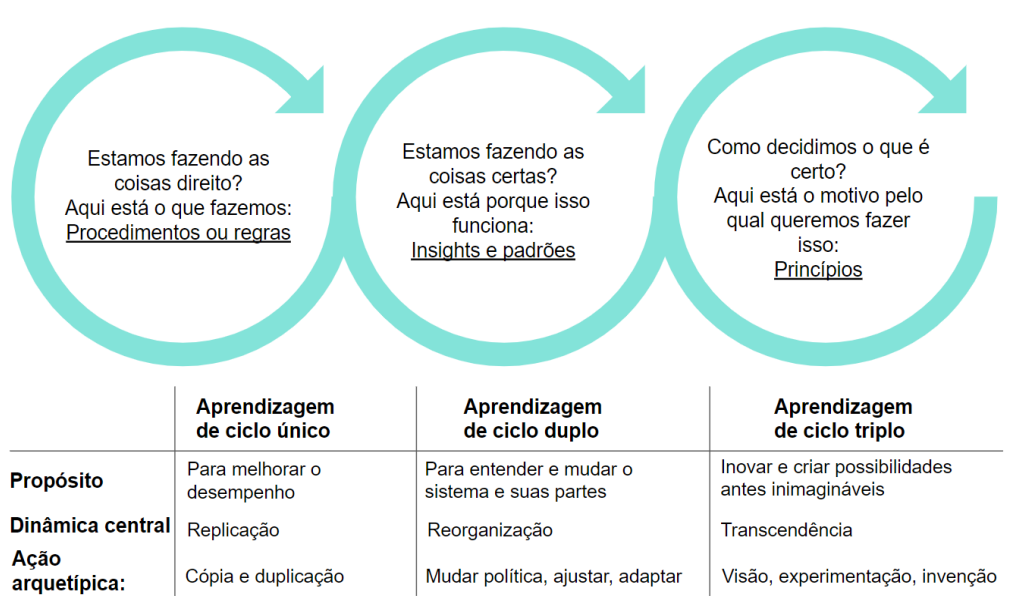 Estamos fazendo as
coisas direito?
Aqui está o que fazemos:
Procedimentos ou regras
Estamos fazendo as
coisas certas?
Aqui está porque isso
funciona:
Insights e padrões
Como decidimos o que é
certo?
Aqui está o motivo pelo
qual queremos fazer
isso:
Princípios
Aprendizagem
de ciclo único
Aprendizagem
de ciclo duplo
Aprendizagem
de ciclo triplo
Propósito
Para melhorar o
desempenho
Para entender e mudar o
sistema e suas partes
Inovar e criar possibilidades
antes inimagináveis
Dinâmica central
Replicação
Reorganização
Transcendência
Ação
arquetípica:
Cópia e duplicação
Mudar política, ajustar, adaptar
Visão, experimentação, invenção